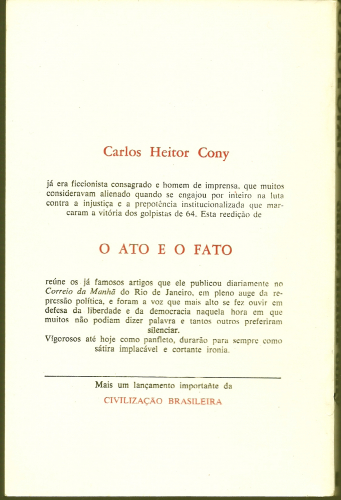 Carlos Heitor Cony
já era ficcionista consagrado e homem de imprensa, que muitos
consideravam alienado quando se engajou por inteiro na luta
contra a injustiça e a prepotência institucionalizada que mar-
caram a vitória dos golpistas de 64. Esta reedição de
O ATO E O FATO
reúne os já famosos artigos que ele publicou diariamente no
Correio da Manhã do Rio de Janeiro, em pleno auge da re-
pressão política, e foram a voz que mais alto se fez ouvir em
defesa da liberdade e da democracia naquela hora em que
muitos não podiam dizer palavra e tantos outros preferiram
silenciar.
Vigorosos até hoje como panfleto, durarão para sempre como
sátira implacável e cortante ironia.
Mais um lançamento importante da
CIVILIZAÇÃO BRASILEIRA